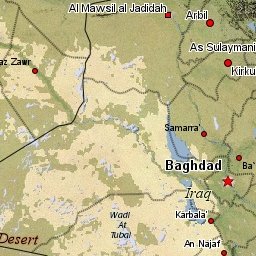 Al Mawsil al Jadidah
Arbil
As Sulaymani
az Zawr
Kirku
Samarra'
Baghdad
Ba'
Iraq
Wadi
At
Tubal
Karbala'
Desert
An Najaf